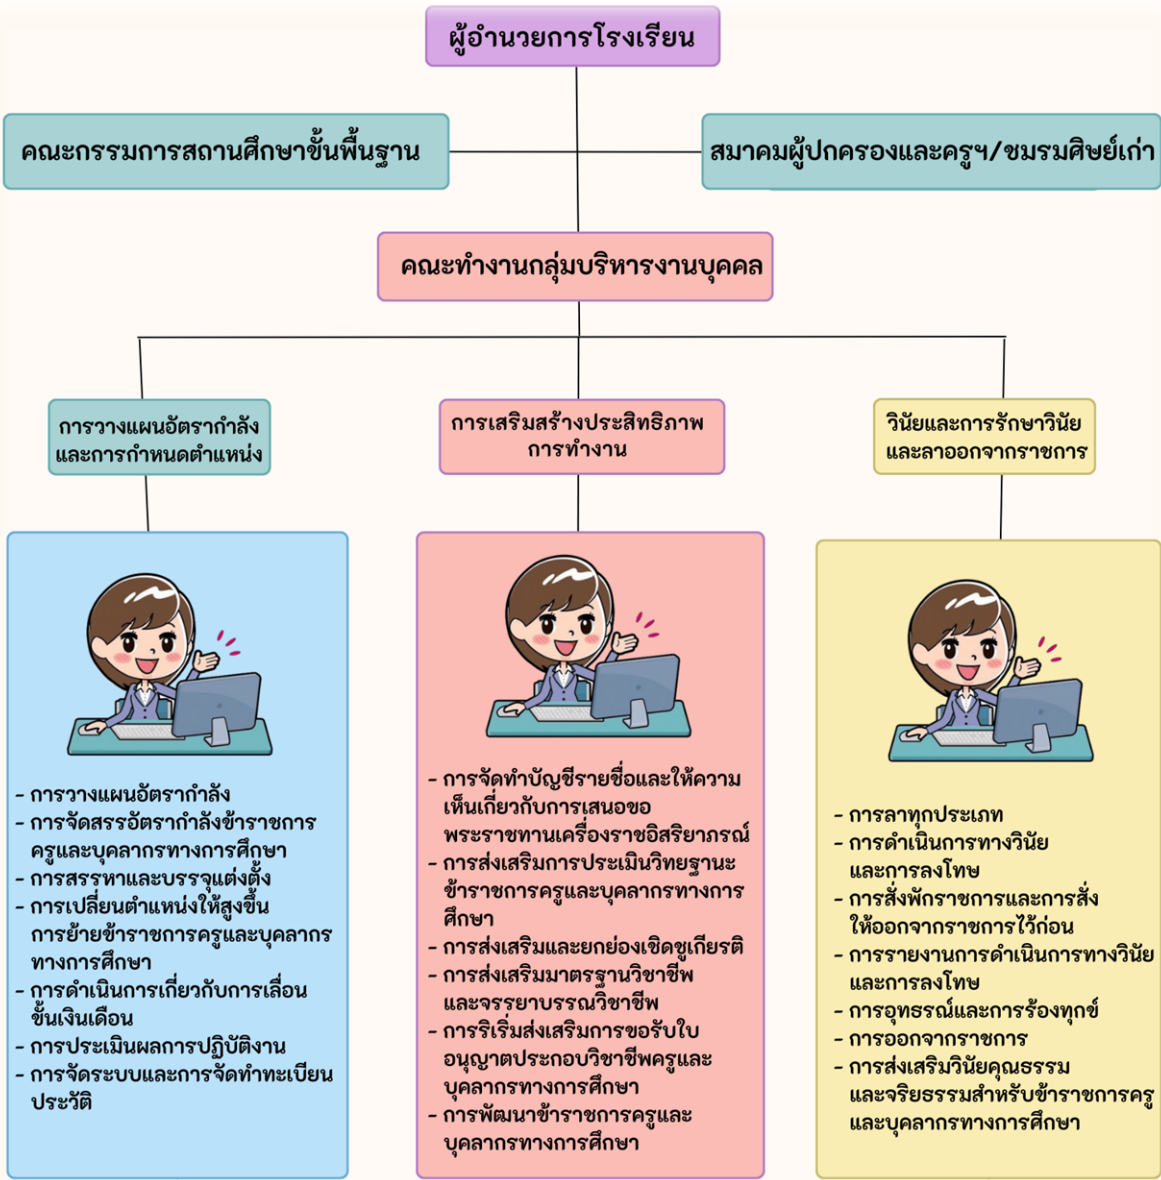 ผู้อำนวยการโรงเรียน
คณะกรรมการสถานศึกษาขั้นพื้นฐาน
สมาคมผู้ปกครองและครูฯ/ชมรมศิษย์เก่า
คณะทำงานกลุ่มบริหารงานบุคคล
การวางแผนอัตรากำลัง
และการกำหนดตำแหน่ง
การเสริมสร้างประสิทธิภาพ
การทำงาน
วินัยและการรักษาวินัย
และลาออกจากราชการ
- การวางแผนอัตรากำลัง
- การจัดสรรอัตรากำลังข้าราชการ
ครูและบุคลากรทางการศึกษา
- การสรรหาและบรรจุแต่งตั้ง
- การเปลี่ยนตำแหน่งให้สูงขึ้น
การย้ายข้าราชการครูและบุคลากร
ทางการศึกษา
- การดำเนินการเกี่ยวกับการเลื่อน
ขั้นเงินเดือน
- การประเมินผลการปฏิบัติงาน
- การจัดระบบและการจัดทำทะเบียน
ประวัติ
- การจัดทำบัญชีรายชื่อและให้ความ
เห็นเกี่ยวกับการเสนอขอ
พระราชทานเครื่องราชอิสริยาภรณ์
- การส่งเสริมการประเมินวิทยฐานะ
ข้าราชการครูและบุคลากรทางการ
ศึกษา
- การส่งเสริมและยกย่องเชิดชูเกียรติ
- การส่งเสริมมาตรฐานวิชาชีพ
และจรรยาบรรณวิชาชีพ
- การริเริ่มส่งเสริมการขอรับใบ
อนุญาตประกอบวิชาชีพครูและ
บุคลากรทางการศึกษา
- การพัฒนาข้าราชการครูและ
บุคลากรทางการศึกษา
- การลาทุกประเภท
- การดำเนินการทางวินัย
และการลงโทษ
- การสั่งพักราชการและการสั่ง
ให้ออกจากราชการไว้ก่อน
- การรายงานการดำเนินการทางวินัย
และการลงโทษ
- การอุทธรณ์และการร้องทุกข์
- การออกจากราชการ
- การส่งเสริมวินัยคุณธรรม
และจริยธรรมสำหรับข้าราชการครู
และบุคลากรทางการศึกษา